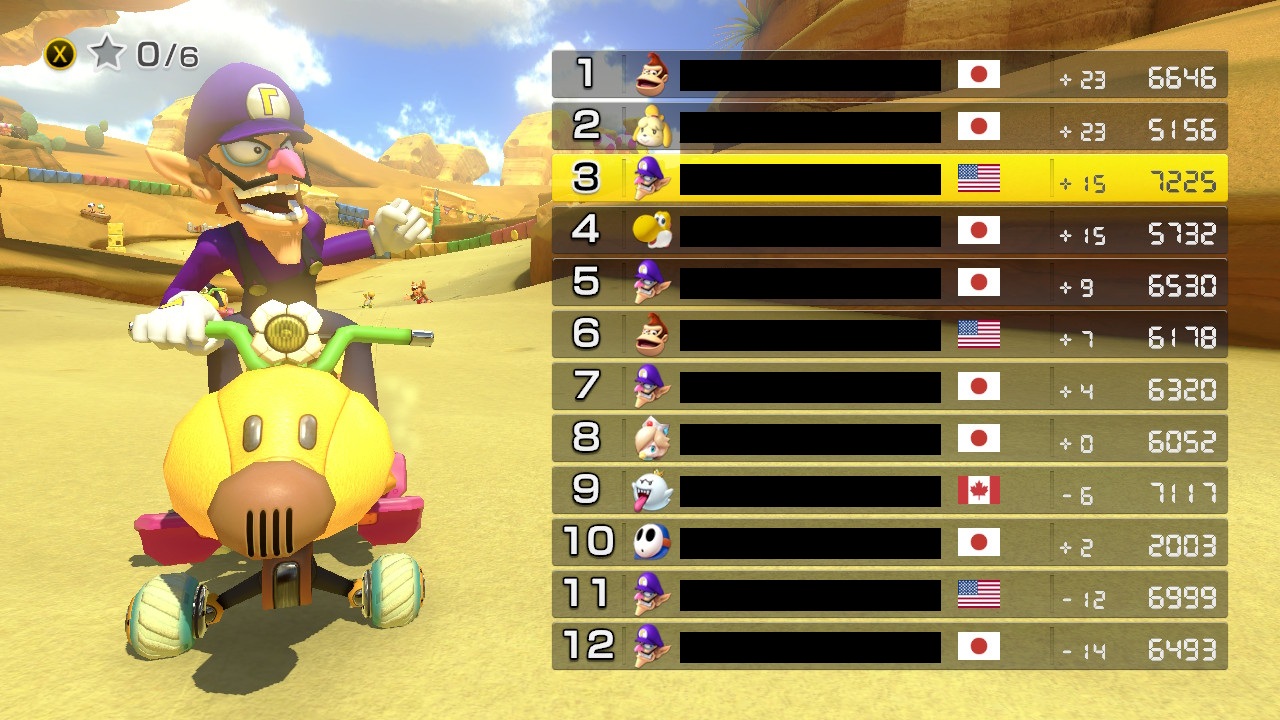 X 0/6
1 + 23 6646
2 + 23 5156
3 + 15 7225
4 + 15 5732
5 + 9 6530
6 + 7 6178
7 + 4 6320
8 + 0 6052
9 - 6 7117
10 + 2 2003
11 - 12 6999
12 - 14 6493